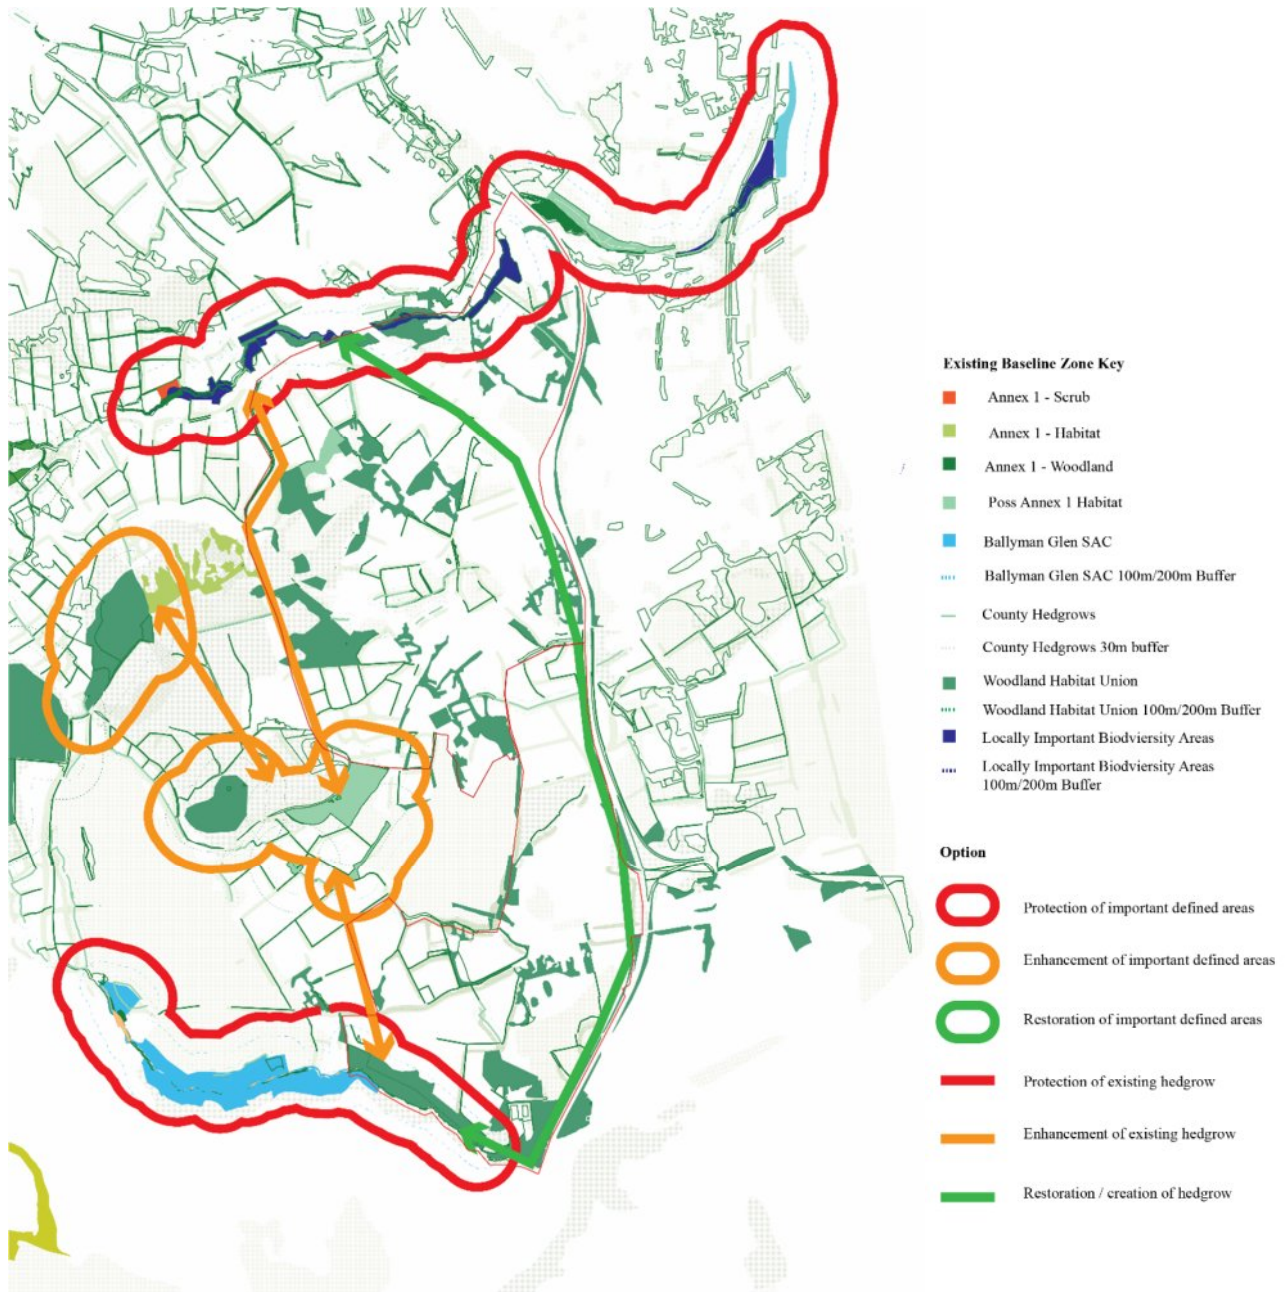 Existing Baseline Zone Key
Annex 1 - Scrub
Annex 1 - Habitat
Annex 1 - Woodland
Poss Annex 1 Habitat
Ballyman Glen SAC
Ballyman Glen SAC 100m/200m Buffer
County Hedgrows
County Hedgrows 30m buffer
Woodland Habitat Union
Woodland Habitat Union 100m/200m Buffer
Locally Important Biodviersity Areas
Locally Important Biodviersity Areas
100m/200m Buffer
Option
Protection of important defined areas
Enhancement of important defined areas
Restoration of important defined areas
Protection of existing hedgrow
Enhancement of existing hedgrow
Restoration / creation of hedgrow